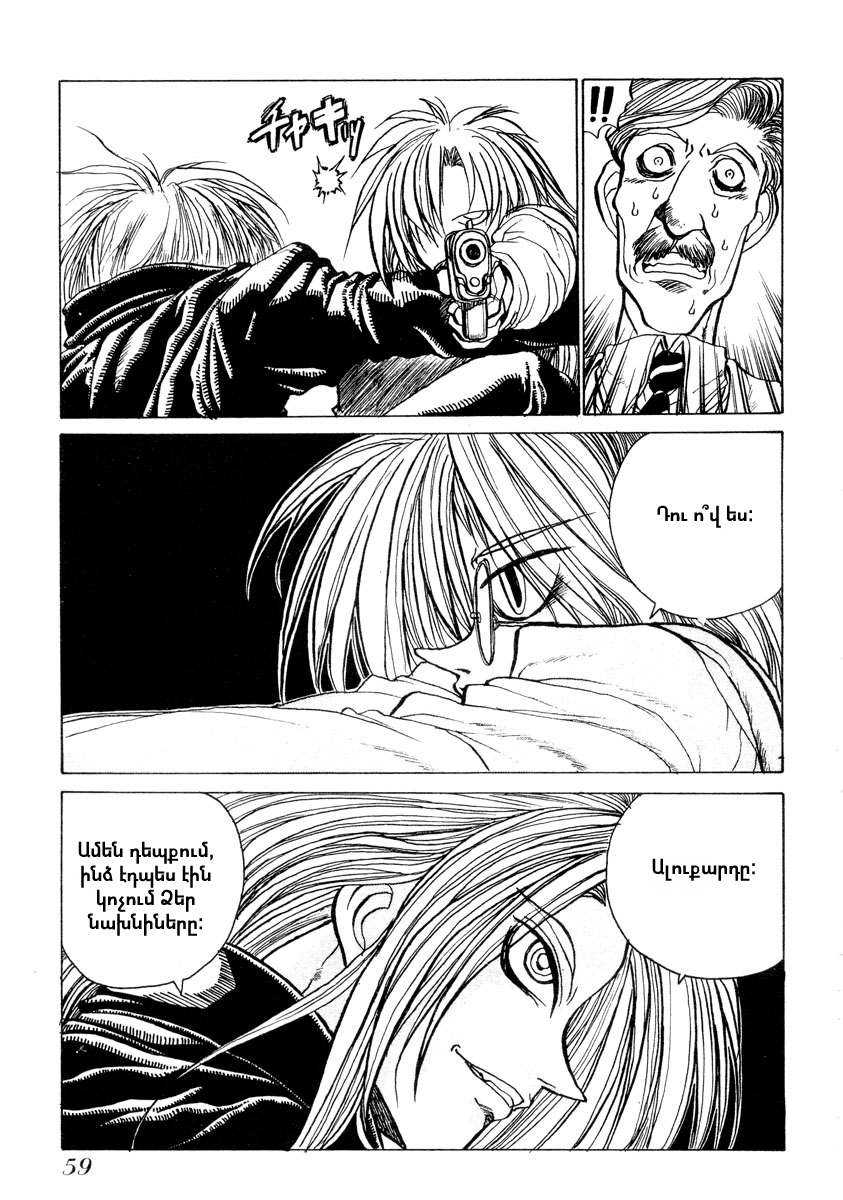 !!
チャキッ
Դու ո՞վ ես:
Ալուքարդը:
Ամեն դեպքում,
ինձ էդպես էին
կոչում Ձեր
նախնիները:
59